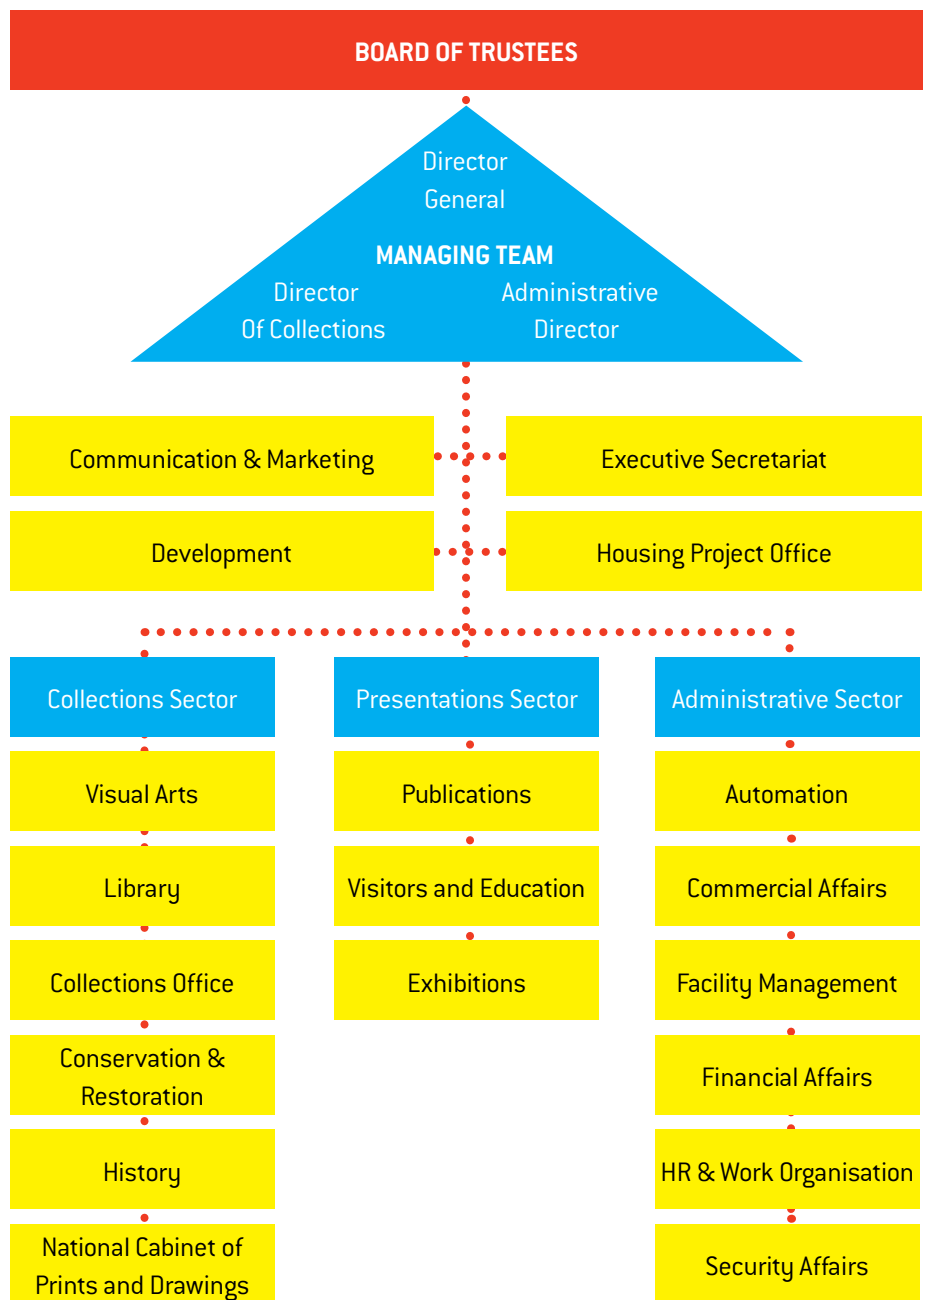 BOARD OF TRUSTEES
Director
General
MANAGING TEAM
Director
Of Collections
Administrative
Director
Communication & Marketing
Executive Secretariat
Development
Housing Project Office
Collections Sector
Presentations Sector
Administrative Sector
Visual Arts
Publications
Automation
Library
Visitors and Education
Commercial Affairs
Collections Office
Exhibitions
Facility Management
Conservation &
Restoration
Financial Affairs
History
HR & Work Organisation
National Cabinet of
Prints and Drawings
Security Affairs